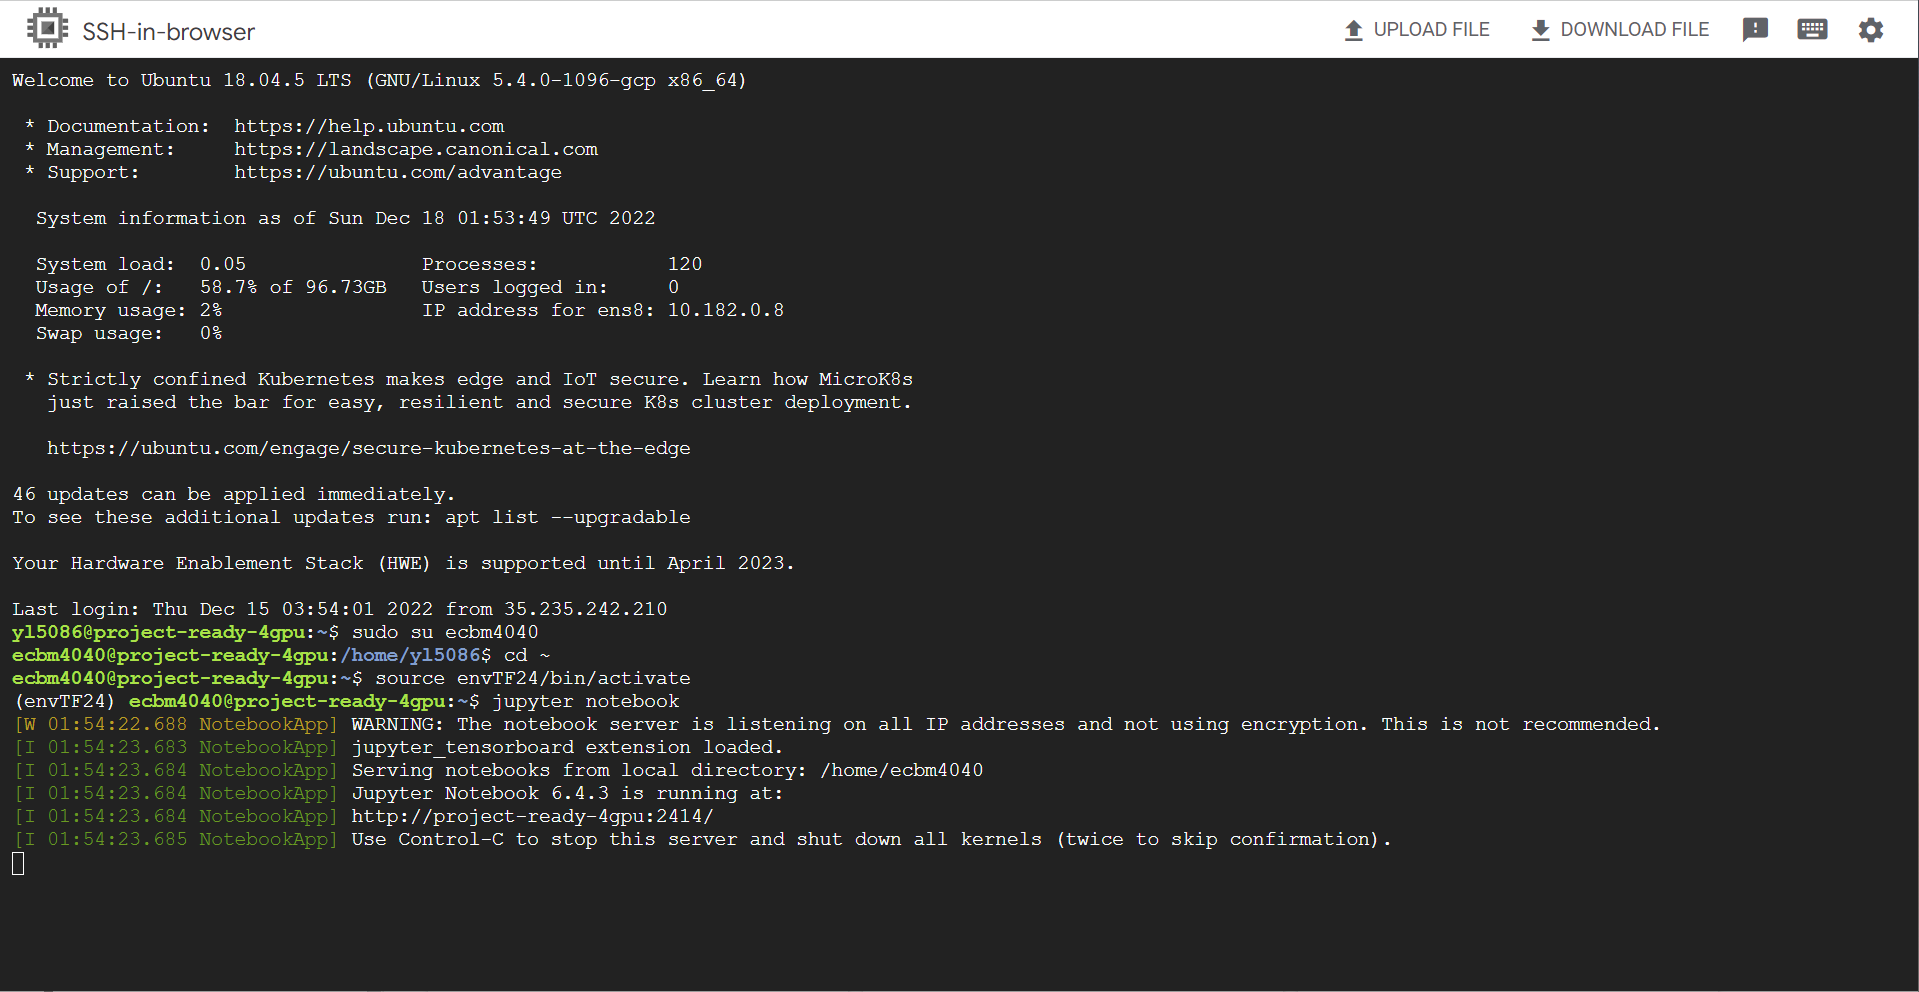 SSH-in-browser
UPLOAD FILE
DOWNLOAD FILE
Welcome to Ubuntu 18.04.5 LTS (GNU/Linux 5.4.0-1096-gcp x86_64)
* Documentation:  https://help.ubuntu.com
* Management:     https://landscape.canonical.com
* Support:        https://ubuntu.com/advantage
System information as of Sun Dec 18 01:53:49 UTC 2022
System load:  0.05               Processes:           120
Usage of /:   58.7% of 96.73GB   Users logged in:     0
Memory usage: 2%                 IP address for ens8: 10.182.0.8
Swap usage:   0%
* Strictly confined Kubernetes makes edge and IoT secure. Learn how MicroK8s
just raised the bar for easy, resilient and secure K8s cluster deployment.
https://ubuntu.com/engage/secure-kubernetes-at-the-edge
46 updates can be applied immediately.
To see these additional updates run: apt list --upgradable
Your Hardware Enablement Stack (HWE) is supported until April 2023.
Last login: Thu Dec 15 03:54:01 2022 from 35.235.242.210
yl5086@project-ready-4gpu:~$ sudo su ecbm4040
ecbm4040@project-ready-4gpu:/home/yl5086$ cd ~
ecbm4040@project-ready-4gpu:~$ source envTF24/bin/activate
(envTF24) ecbm4040@project-ready-4gpu:~$ jupyter notebook
[W 01:54:22.688 NotebookApp] WARNING: The notebook server is listening on all IP addresses and not using encryption. This is not recommended.
[I 01:54:23.683 NotebookApp] jupyter_tensorboard extension loaded.
[I 01:54:23.684 NotebookApp] Serving notebooks from local directory: /home/ecbm4040
[I 01:54:23.684 NotebookApp] Jupyter Notebook 6.4.3 is running at:
[I 01:54:23.684 NotebookApp] http://project-ready-4gpu:2414/
[I 01:54:23.685 NotebookApp] Use Control-C to stop this server and shut down all kernels (twice to skip confirmation).